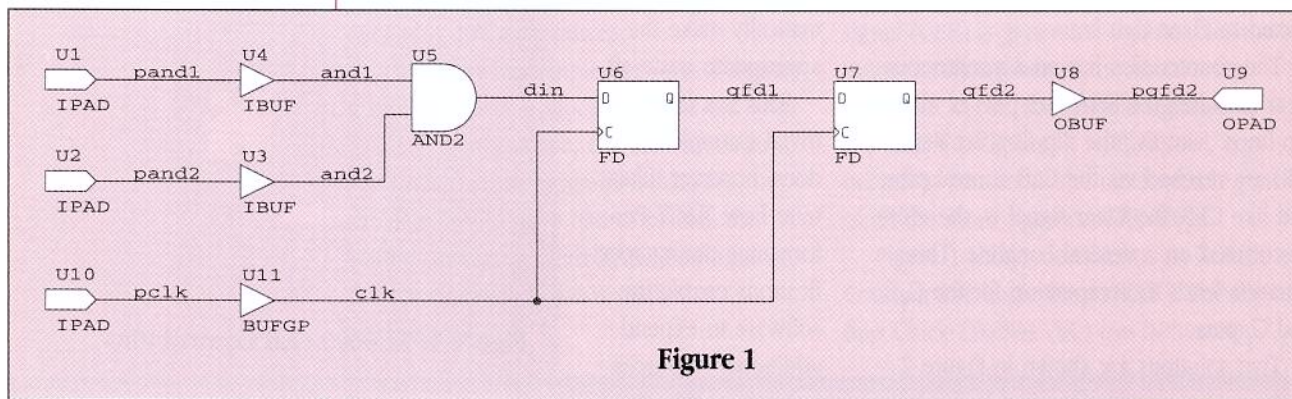 U1
pand1
IPAD
U4
and1
IBUF
U5
AND2
din
U6
D
Q
C
FD
qfd1
U7
D
Q
C
FD
qfd2
U8
OBUF
pqfd2
U9
OPAD
U2
pand2
IPAD
U3
and2
IBUF
U10
pclk
IPAD
U11
clk
BUFGP
Figure 1